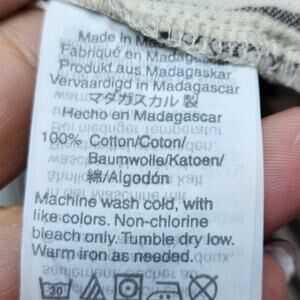 Made in Madagascar
Fabriqué en Madagascar
Produkt aus Madagaskar
Vervaardigd in Madagascar
マダガスカル 製
Hecho en Madagascar
100% Cotton/Coton/
Baumwolle/Katoen/
綿/Algodón
Machine wash cold, with
like colors. Non-chlorine
bleach only. Tumble dry low.
Warm iron as needed.
30